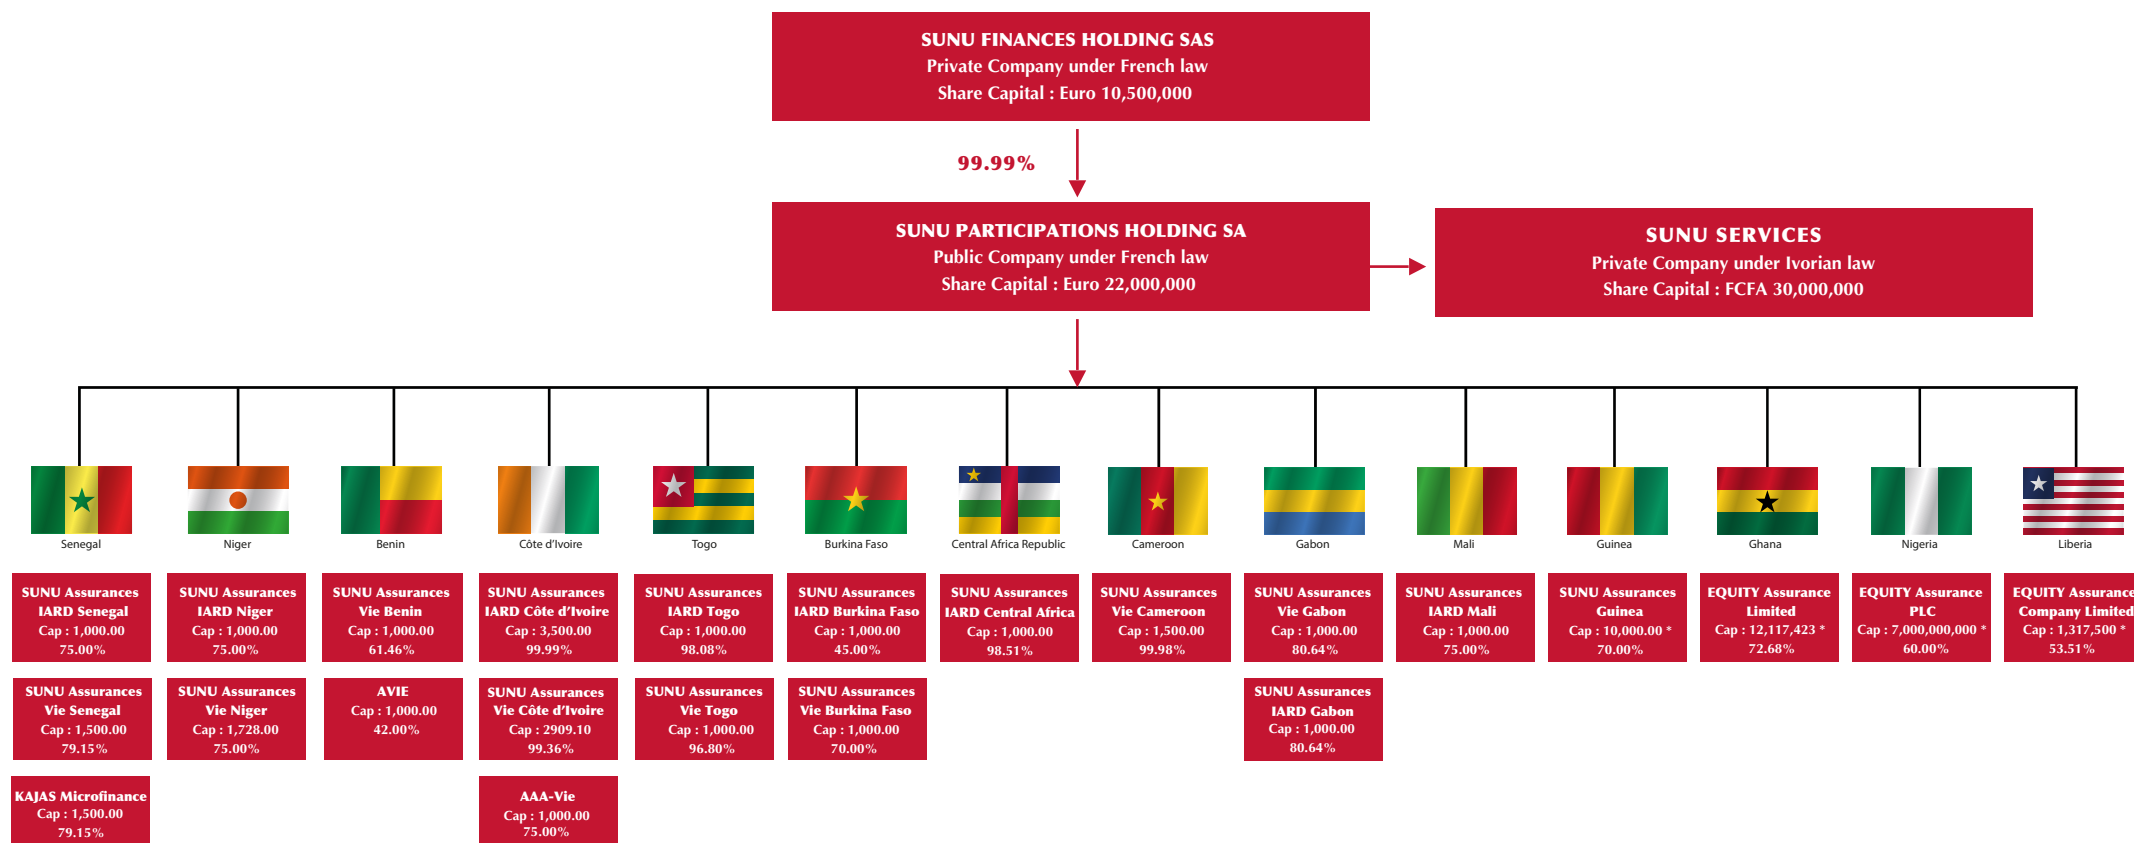 SUNU FINANCES HOLDING SAS
Private Company under French law
Share Capital : Euro 10,500,000
99.99%
SUNU PARTICIPATIONS HOLDING SA
Public Company under French law
Share Capital : Euro 22,000,000
SUNU SERVICES
Private Company under Ivorian law
Share Capital : FCFA 30,000,000
Senegal
Niger
Benin
Côte d'Ivoire
Togo
Burkina Faso
Central Africa Republic
Cameroon
Gabon
Mali
Guinea
Ghana
Nigeria
Liberia
SUNU Assurances
IARD Senegal
Cap : 1,000.00
75.00%
SUNU Assurances
IARD Niger
Cap : 1,000.00
75.00%
SUNU Assurances
Vie Benin
Cap : 1,000.00
61.46%
SUNU Assurances
IARD Côte d'Ivoire
Cap : 3,500.00
99.99%
SUNU Assurances
IARD Togo
Cap : 1,000.00
98.08%
SUNU Assurances
IARD Burkina Faso
Cap : 1,000.00
45.00%
SUNU Assurances
IARD Central Africa
Cap : 1,000.00
98.51%
SUNU Assurances
Vie Cameroon
Cap : 1,500.00
99.98%
SUNU Assurances
Vie Gabon
Cap : 1,000.00
80.64%
SUNU Assurances
IARD Mali
Cap : 1,000.00
75.00%
SUNU Assurances
Guinea
Cap : 10,000.00 *
70.00%
EQUITY Assurance
Limited
Cap : 12,117,423 *
72.68%
EQUITY Assurance
PLC
Cap : 7,000,000,000 *
60.00%
EQUITY Assurance
Company Limited
Cap : 1,317,500 *
53.51%
SUNU Assurances
Vie Senegal
Cap : 1,500.00
79.15%
SUNU Assurances
Vie Niger
Cap : 1,728.00
75.00%
AVIE
Cap : 1,000.00
42.00%
SUNU Assurances
Vie Côte d'Ivoire
Cap : 2909.10
99.36%
SUNU Assurances
Vie Togo
Cap : 1,000.00
96.80%
SUNU Assurances
Vie Burkina Faso
Cap : 1,000.00
70.00%
SUNU Assurances
IARD Gabon
Cap : 1,000.00
80.64%
KAJAS Microfinance
Cap : 1,500.00
79.15%
AAA-Vie
Cap : 1,000.00
75.00%